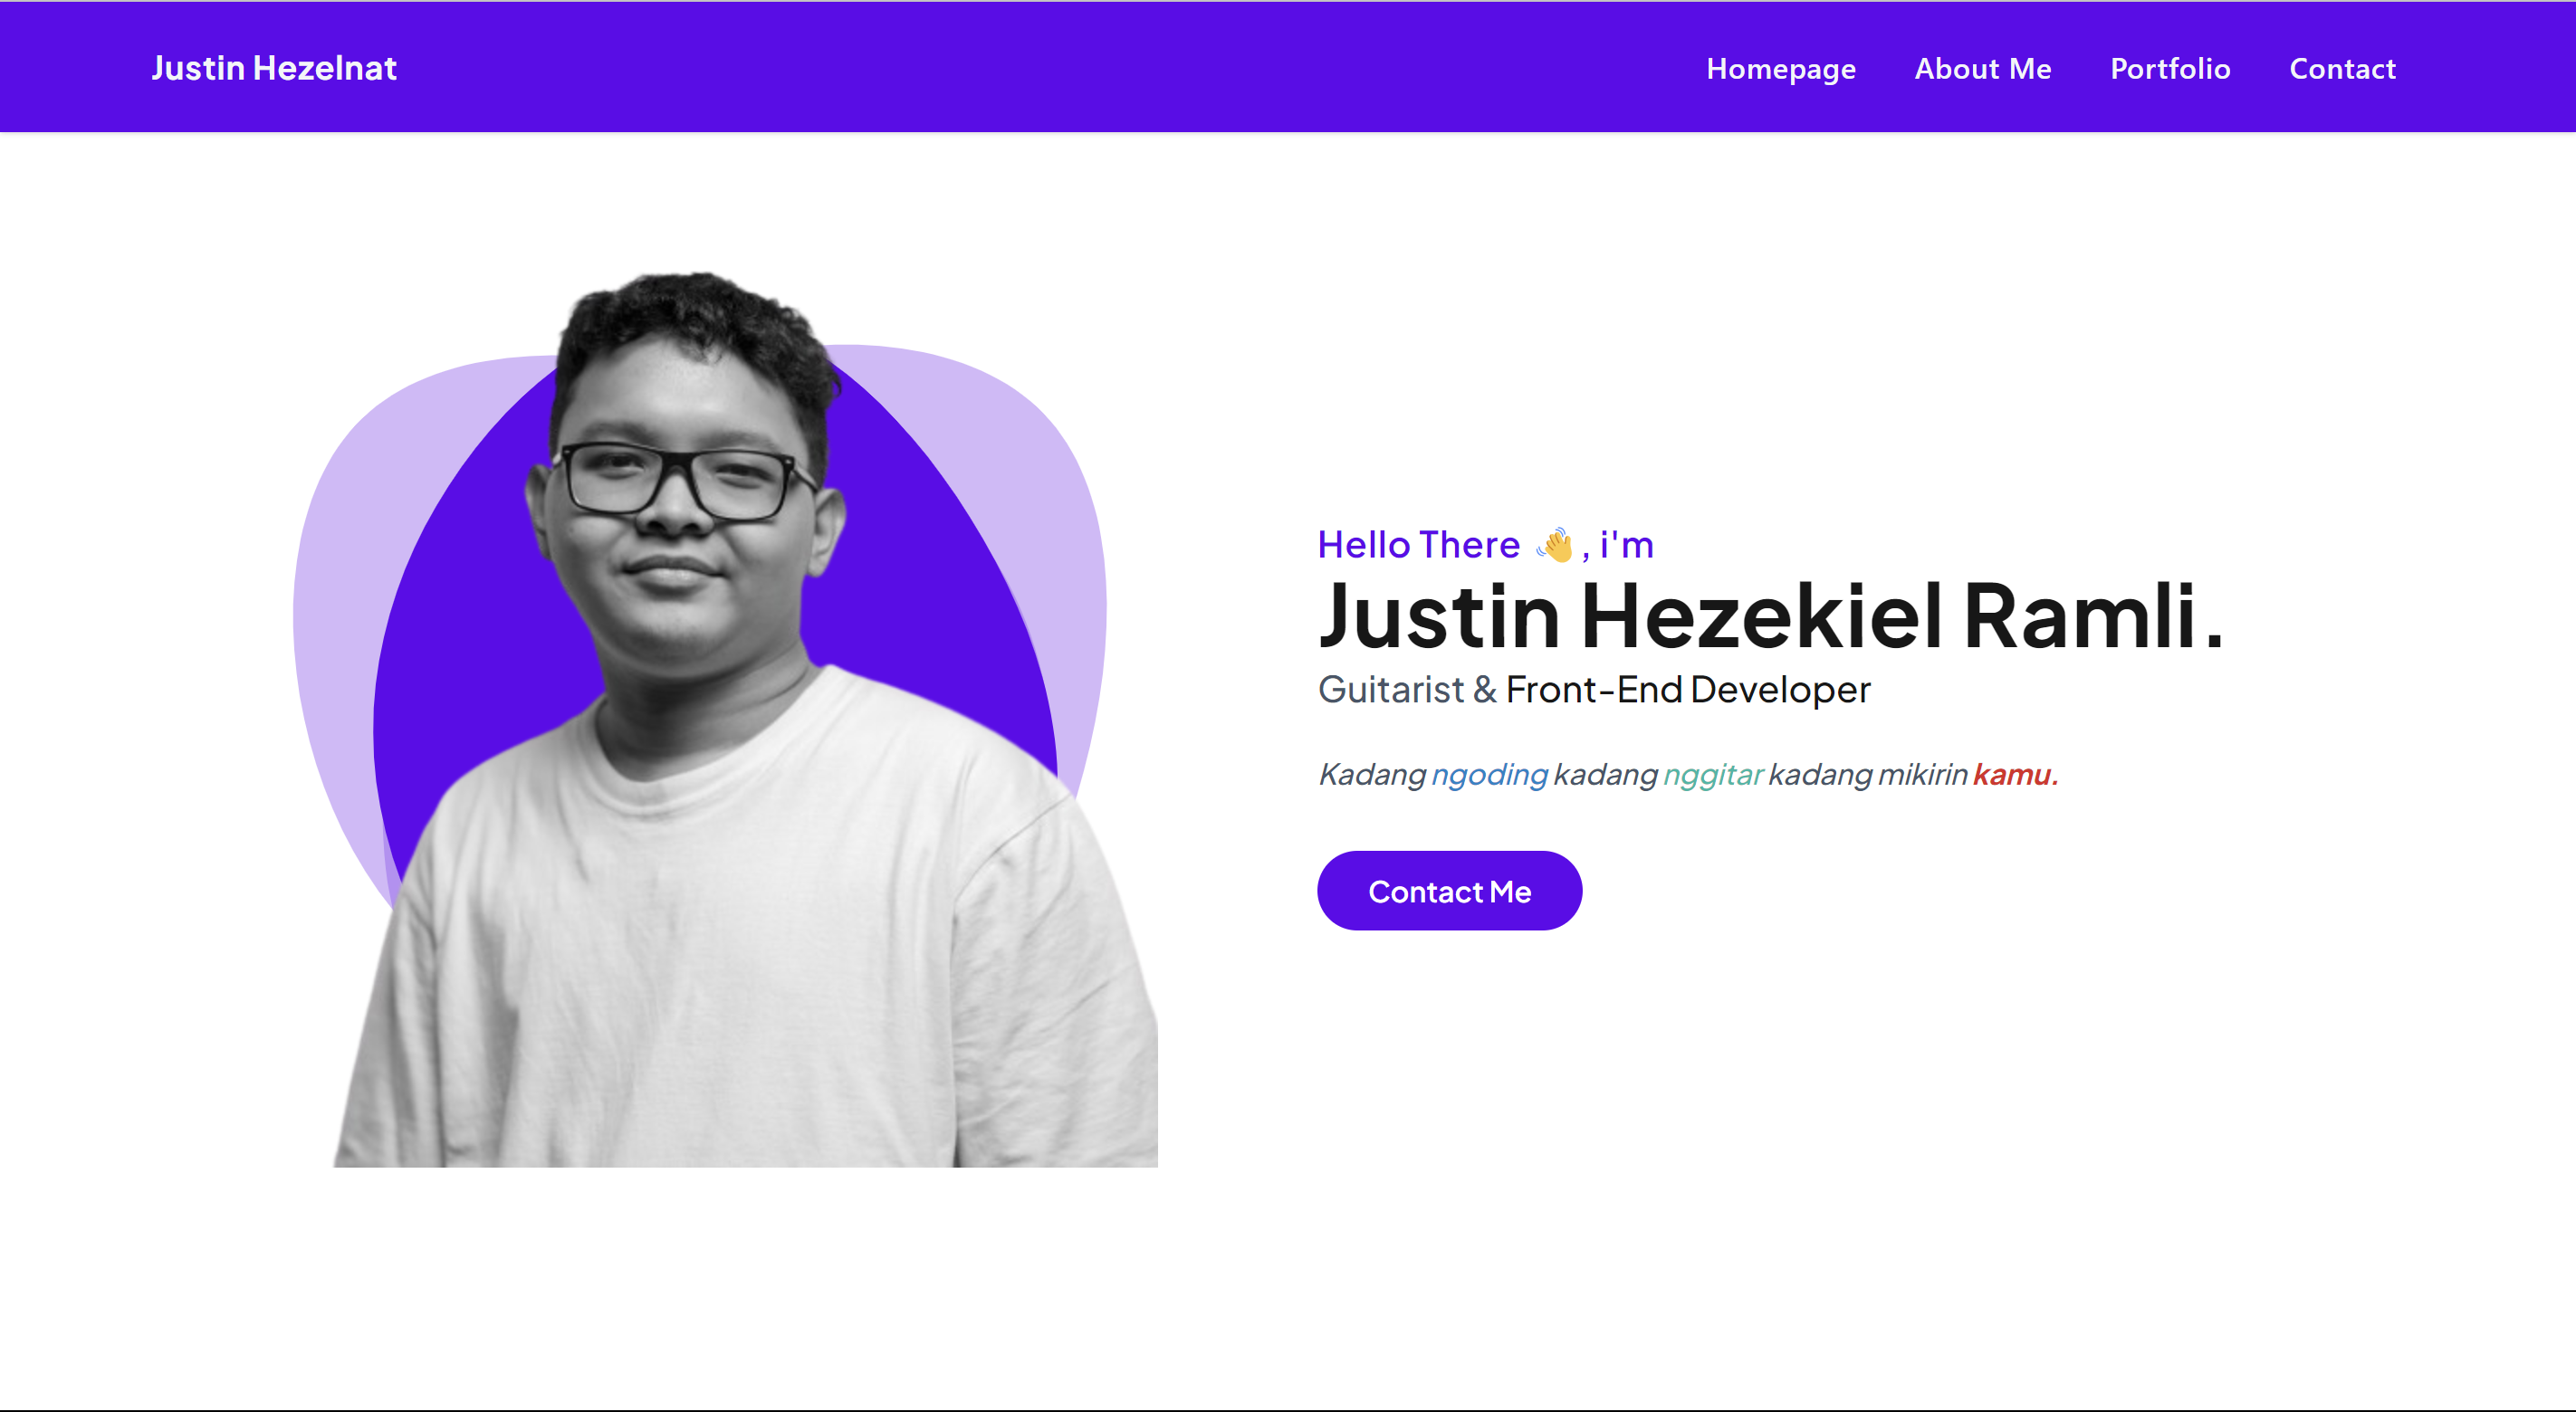 Justin Hezelnat
Homepage About Me Portfolio Contact
Hello There 👋, i'm
Justin Hezekiel Ramli.
Guitarist & Front-End Developer
Kadang ngoding kadang nggitar kadang mikirin kamu.
Contact Me